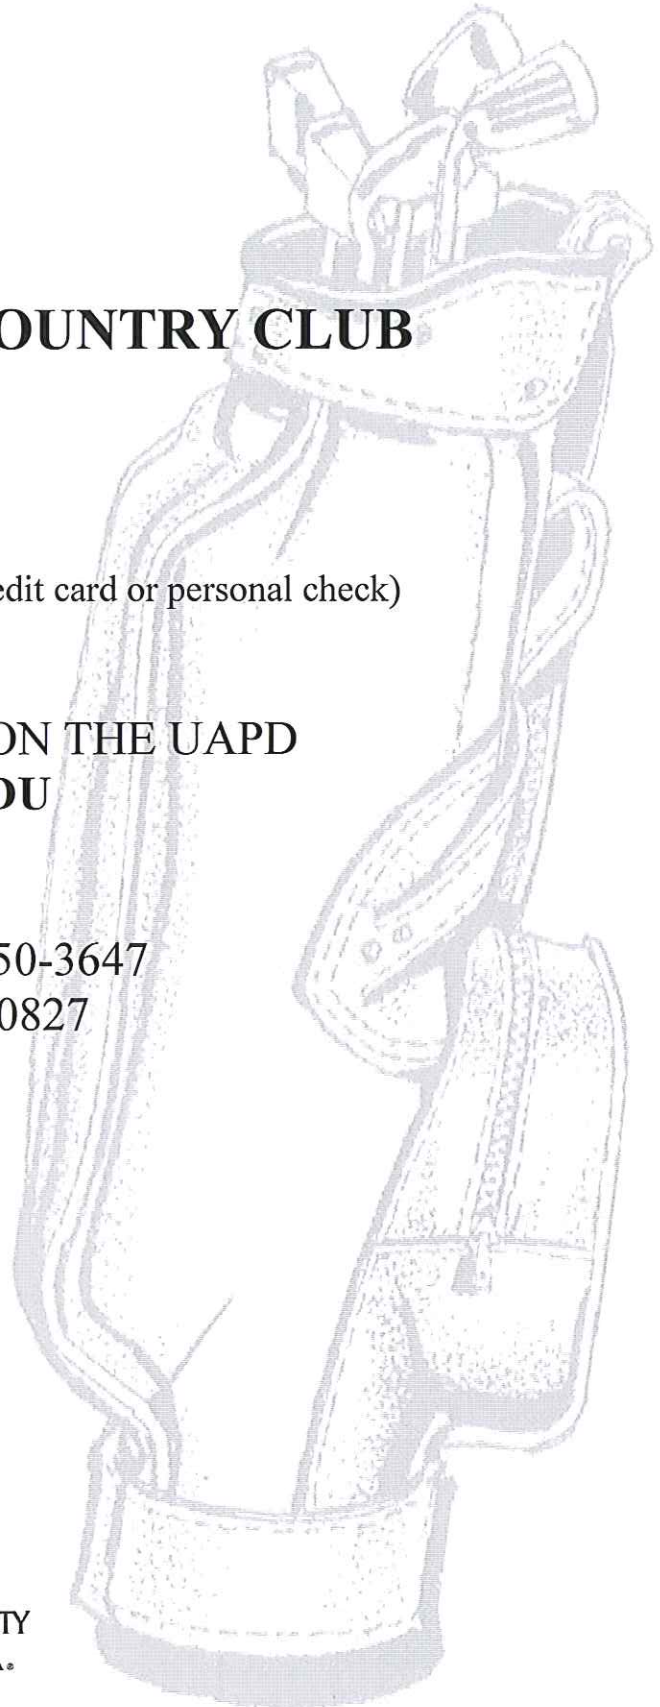 OUNTRY CLUB
edit card or personal check)
ON THE UAPD
OU
50-3647
0827
TY
A®